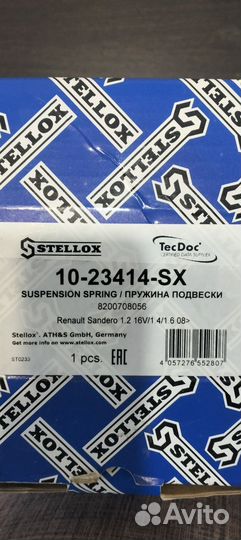 STELLOX
STELLOX
STELLOX
TecDoc
CERTIFIED DATA SUPPLIER
10-23414-SX
SUSPENSION SPRING / ПРУЖИНА ПОДВЕСКИ
8200708056
Renault Sandero 1.2 16V/1.4/1.6 08>
Stellox®. ATH&S GmbH, Germany
Get more info on www.stellox.com
ST0233
1 pcs.
EAC
4 057276 552807
STELLOX
STELLOX
Avito